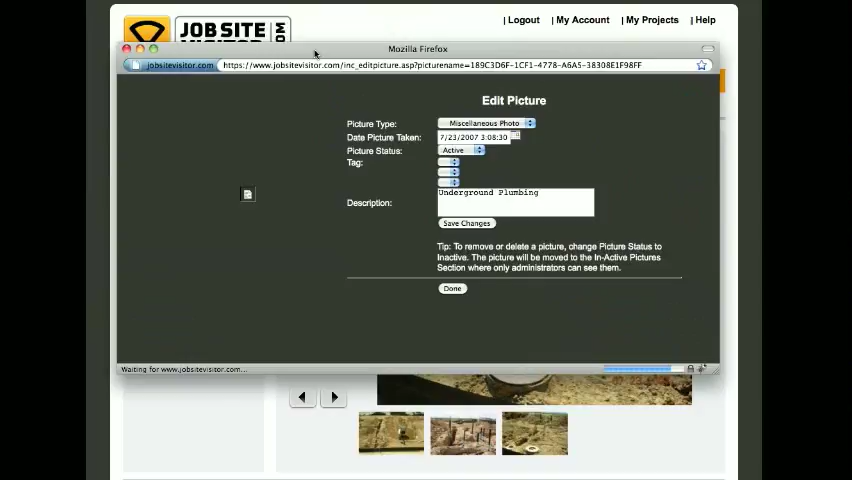 JOB SITE
VISITOR .COM
| Logout | My Account | My Projects | Help
Mozilla Firefox
jobsitevisitor.com https://www.jobsitevisitor.com/inc_editpicture.asp?picturename=189C3D6F-1CF1-4778-A6A5-38308E1F98FF
Edit Picture
Picture Type: Miscellaneous Photo
Date Picture Taken: 7/23/2007 3:08:30
Picture Status: Active
Tag:
Description: Underground Plumbing
Save Changes
Tip: To remove or delete a picture, change Picture Status to
Inactive. The picture will be moved to the In-Active Pictures
Section where only administrators can see them.
Done
Waiting for www.jobsitevisitor.com...